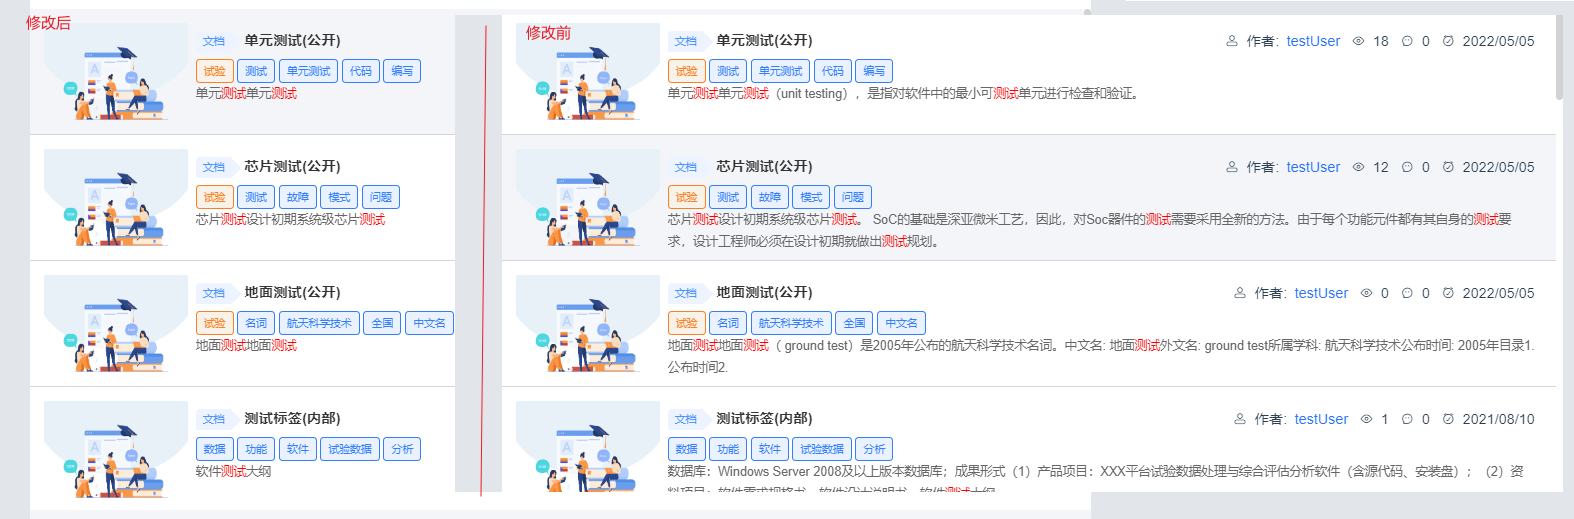 修改后
文档 单元测试(公开)
试验 测试 单元测试 代码 编写
单元测试单元测试
文档 芯片测试(公开)
试验 测试 故障 模式 问题
芯片测试设计初期系统级芯片测试
文档 地面测试(公开)
试验 名词 航天科学技术 全国 中文名
地面测试地面测试
文档 测试标签(内部)
数据 功能 软件 试验数据 分析
软件测试大纲
修改前
文档 单元测试(公开) 作者: testUser 18 0 2022/05/05
试验 测试 单元测试 代码 编写
单元测试单元测试（unit testing），是指对软件中的最小可测试单元进行检查和验证。
文档 芯片测试(公开) 作者: testUser 12 0 2022/05/05
试验 测试 故障 模式 问题
芯片测试设计初期系统级芯片测试。 SoC的基础是深亚微米工艺，因此，对Soc器件的测试需要采用全新的方法。由于每个功能元件都有其自身的测试要
求，设计工程师必须在设计初期就做出测试规划。
文档 地面测试(公开) 作者: testUser 0 0 2022/05/05
试验 名词 航天科学技术 全国 中文名
地面测试地面测试（ ground test）是2005年公布的航天科学技术名词。中文名: 地面测试外文名: ground test所属学科: 航天科学技术公布时间: 2005年目录1.
公布时间2.
文档 测试标签(内部) 作者: testUser 1 0 2021/08/10
数据 功能 软件 试验数据 分析
数据库：Windows Server 2008及以上版本数据库；成果形式（1）产品项目：XXX平台试验数据处理与综合评估分析软件（含源代码、安装盘）；（2）资
料项目：软件需求规格书、软件设计说明书、软件测试大纲